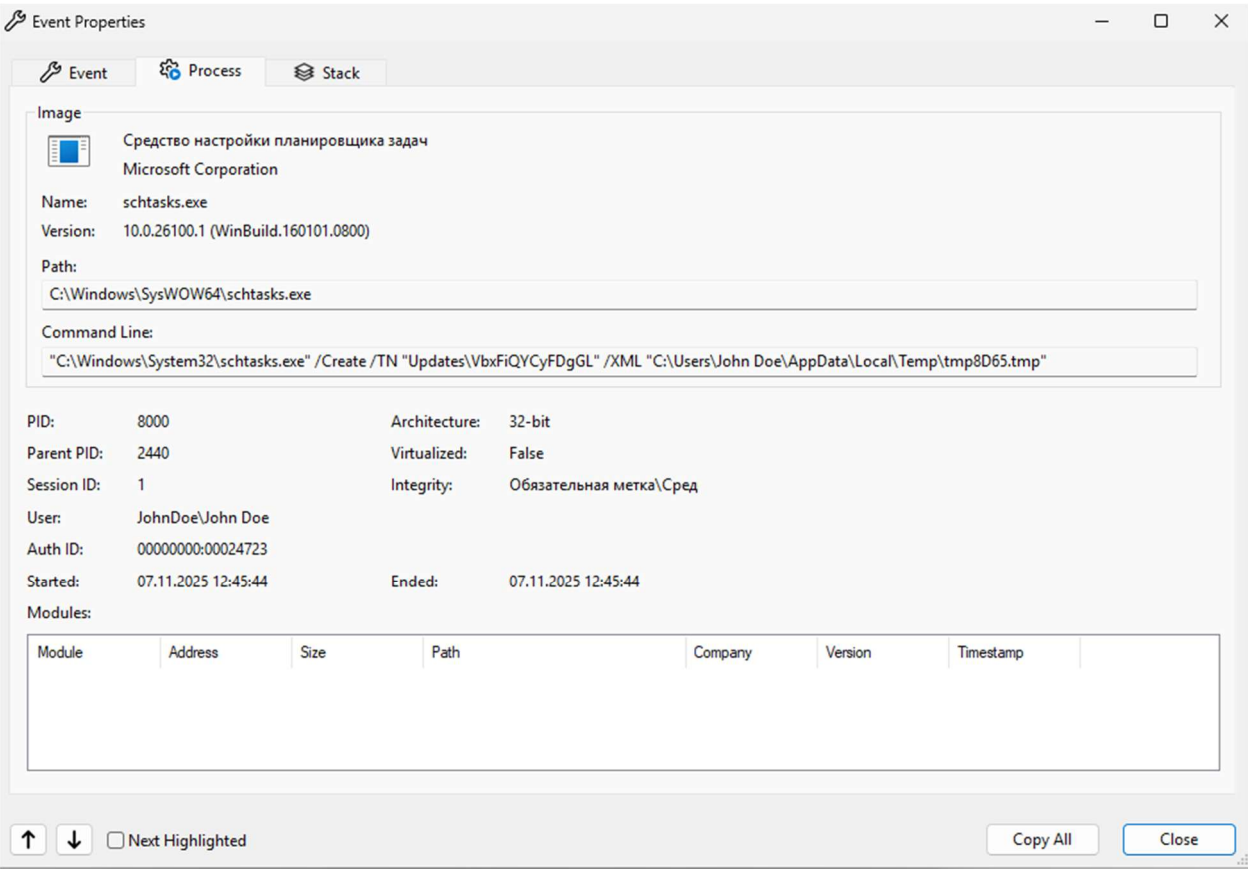 Event Properties
Event Process Stack
Image
Средство настройки планировщика задач
Microsoft Corporation
Name: schtasks.exe
Version: 10.0.26100.1 (WinBuild.160101.0800)
Path:
C:\Windows\SysWOW64\schtasks.exe
Command Line:
"C:\Windows\System32\schtasks.exe" /Create /TN "Updates\VbxFiQYCyFDgGL" /XML "C:\Users\John Doe\AppData\Local\Temp\tmp8D65.tmp"
PID: 8000 Architecture: 32-bit
Parent PID: 2440 Virtualized: False
Session ID: 1 Integrity: Обязательная метка\Сред
User: JohnDoe\John Doe
Auth ID: 00000000:00024723
Started: 07.11.2025 12:45:44 Ended: 07.11.2025 12:45:44
Modules:
Module Address Size Path Company Version Timestamp
Next Highlighted Copy All Close